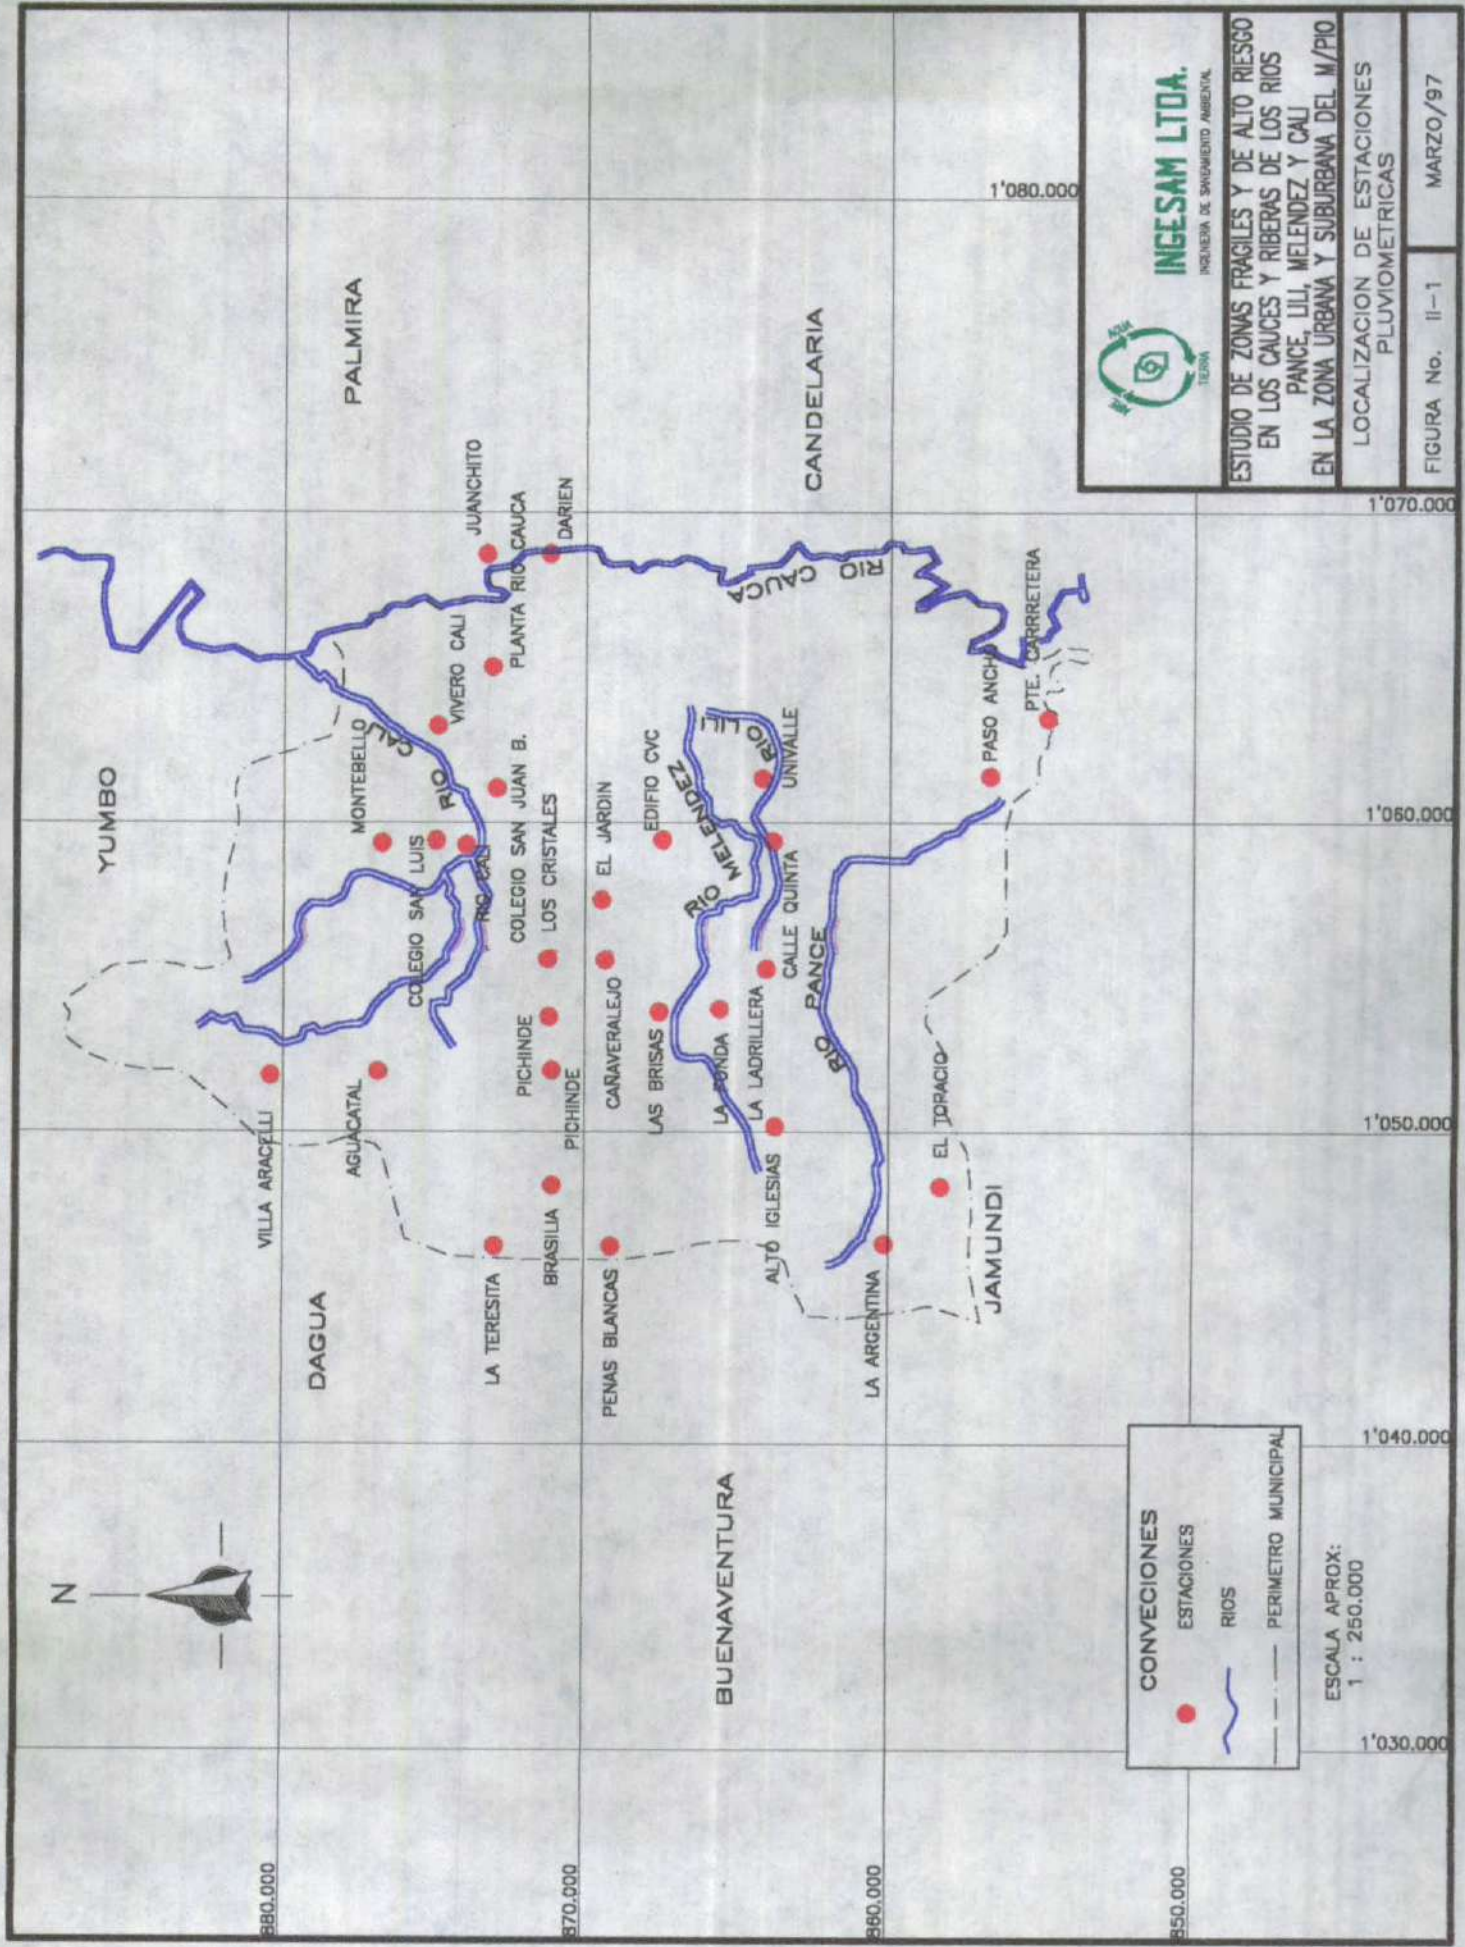 N
YUMBO
PALMIRA
DAGUA
BUENAVENTURA
CANDELARIA
JAMUNDI
880.000
870.000
860.000
850.000
1'030.000
1'040.000
1'050.000
1'060.000
1'070.000
1'080.000
VILLA ARACELLI
AGUACATAL
MONTEBELLO
COLEGIO SAN LUIS
RIO CALI
RIO CALI
VIVERO CALI
JUANCHITO
PLANTA RIO CAUCA
DARIEN
COLEGIO SAN JUAN B.
LOS CRISTALES
LA TERESITA
BRASILIA
PICHINDE
PICHINDE
EL JARDIN
CAÑAVERALEJO
PENAS BLANCAS
EDIFIO CVC
LAS BRISAS
LA FONDA
RIO MELENDEZ
RIO LILI
UNIVALLE
CALLE QUINTA
LA LADRILLERA
ALTO IGLESIAS
RIO PANCE
LA ARGENTINA
EL TOPACIO
RIO CAUCA
PASO ANCHO
PTE. CARRRETERA
CONVECIONES
ESTACIONES
RIOS
PERIMETRO MUNICIPAL
ESCALA APROX:
1 : 250.000
AIRE
AGUA
TIERRA
INGESAM LTDA.
INGENIERIA DE SANEAMIENTO AMBIENTAL
ESTUDIO DE ZONAS FRAGILES Y DE ALTO RIESGO
EN LOS CAUCES Y RIBERAS DE LOS RIOS
PANCE, LILI, MELENDEZ Y CALI
EN LA ZONA URBANA Y SUBURBANA DEL M/PIO
LOCALIZACION DE ESTACIONES
PLUVIOMETRICAS
FIGURA No. II-1
MARZO/97